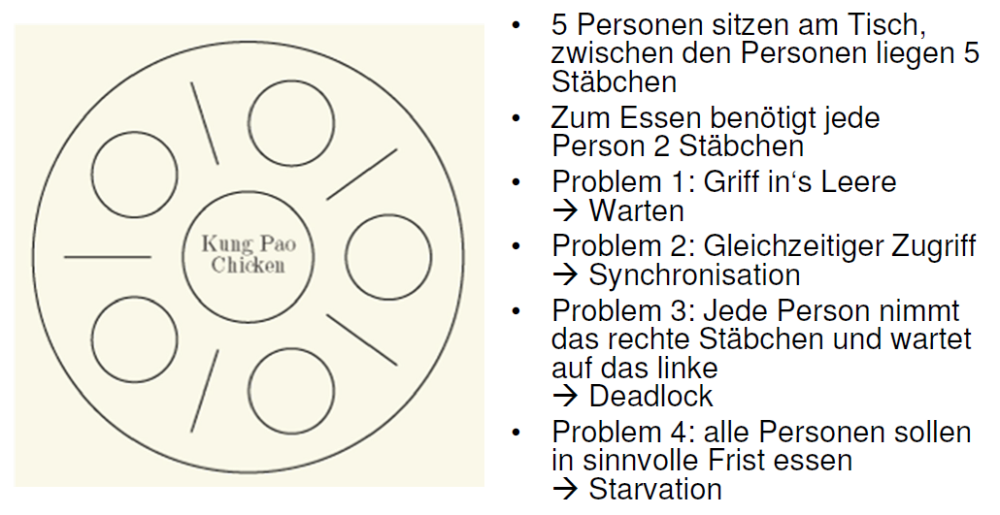 Kung Pao
Chicken
• 5 Personen sitzen am Tisch,
zwischen den Personen liegen 5
Stäbchen
• Zum Essen benötigt jede
Person 2 Stäbchen
• Problem 1: Griff in‘s Leere
→ Warten
• Problem 2: Gleichzeitiger Zugriff
→ Synchronisation
• Problem 3: Jede Person nimmt
das rechte Stäbchen und wartet
auf das linke
→ Deadlock
• Problem 4: alle Personen sollen
in sinnvolle Frist essen
→ Starvation